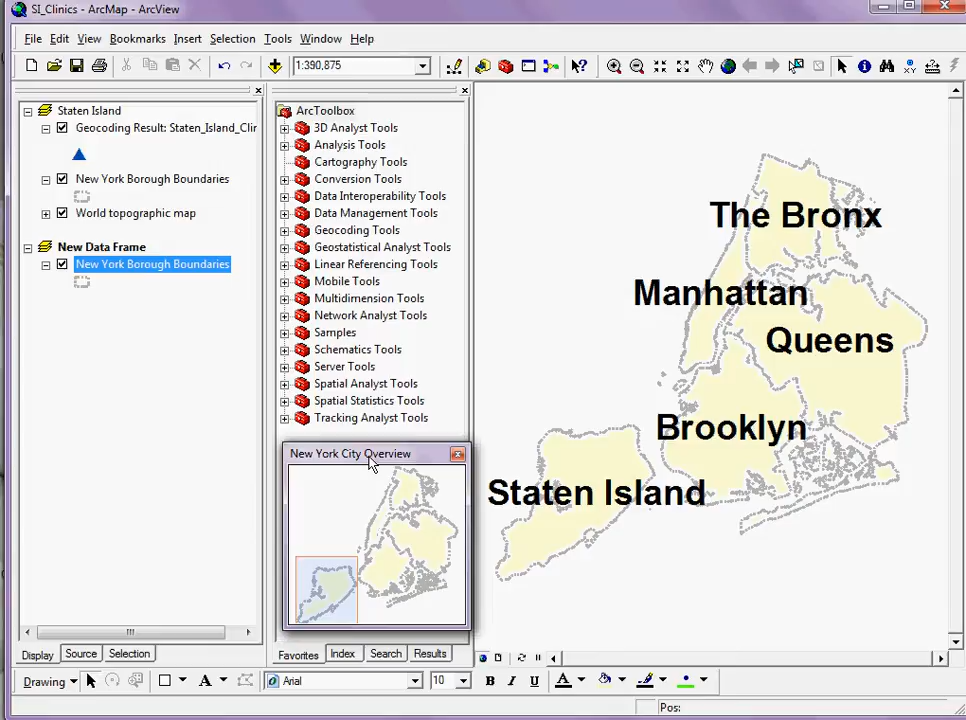 SI_Clinics - ArcMap - ArcView
File Edit View Bookmarks Insert Selection Tools Window Help
1:390,875
Staten Island
Geocoding Result: Staten_Island_Clir
New York Borough Boundaries
World topographic map
New Data Frame
New York Borough Boundaries
Display Source Selection
ArcToolbox
3D Analyst Tools
Analysis Tools
Cartography Tools
Conversion Tools
Data Interoperability Tools
Data Management Tools
Geocoding Tools
Geostatistical Analyst Tools
Linear Referencing Tools
Mobile Tools
Multidimension Tools
Network Analyst Tools
Samples
Schematics Tools
Server Tools
Spatial Analyst Tools
Spatial Statistics Tools
Tracking Analyst Tools
New York City Overview
Favorites Index Search Results
The Bronx
Manhattan
Queens
Brooklyn
Staten Island
Drawing A Arial 10 B I U A
Pos: